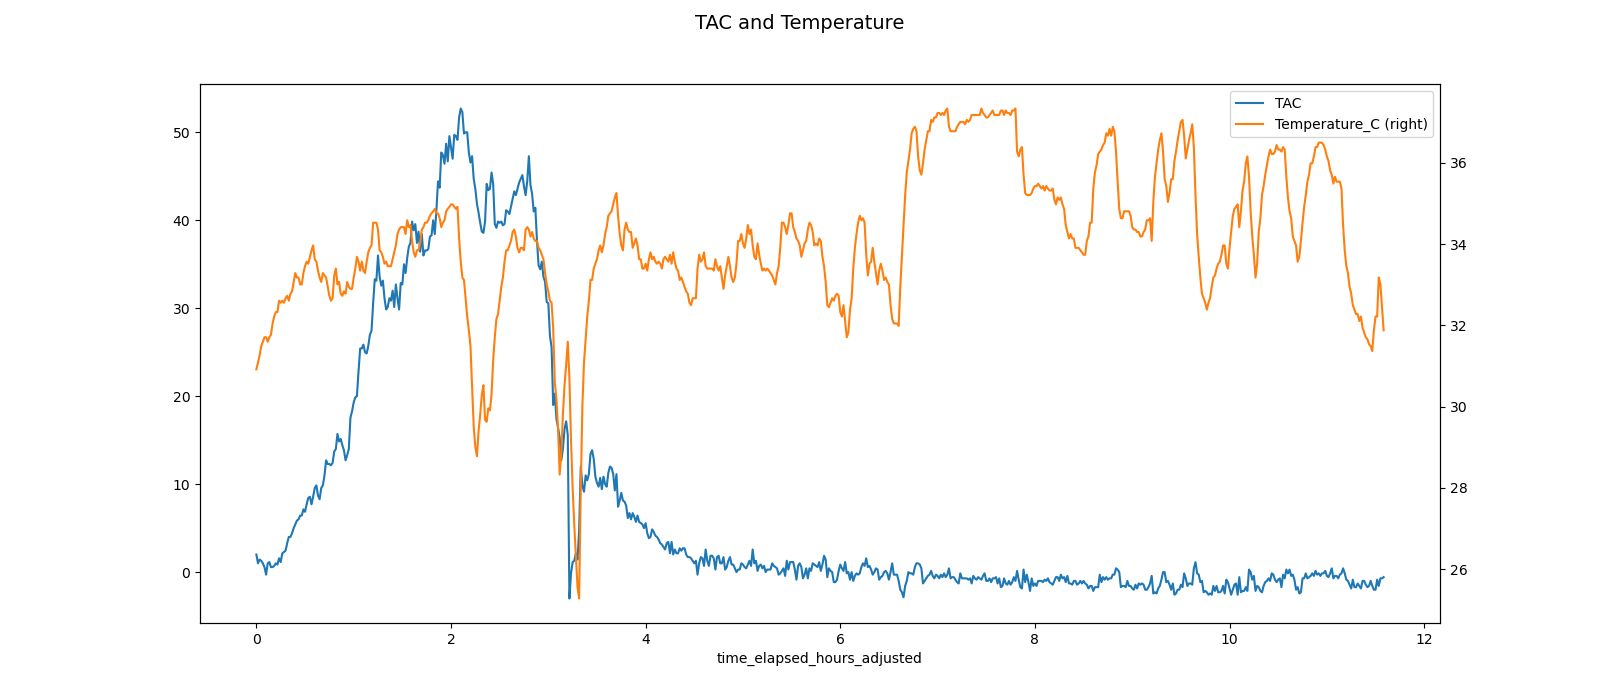 TAC and Temperature
TAC
Temperature_C (right)
50
40
30
20
10
0
36
34
32
30
28
26
0 2 4 6 8 10 12
time_elapsed_hours_adjusted